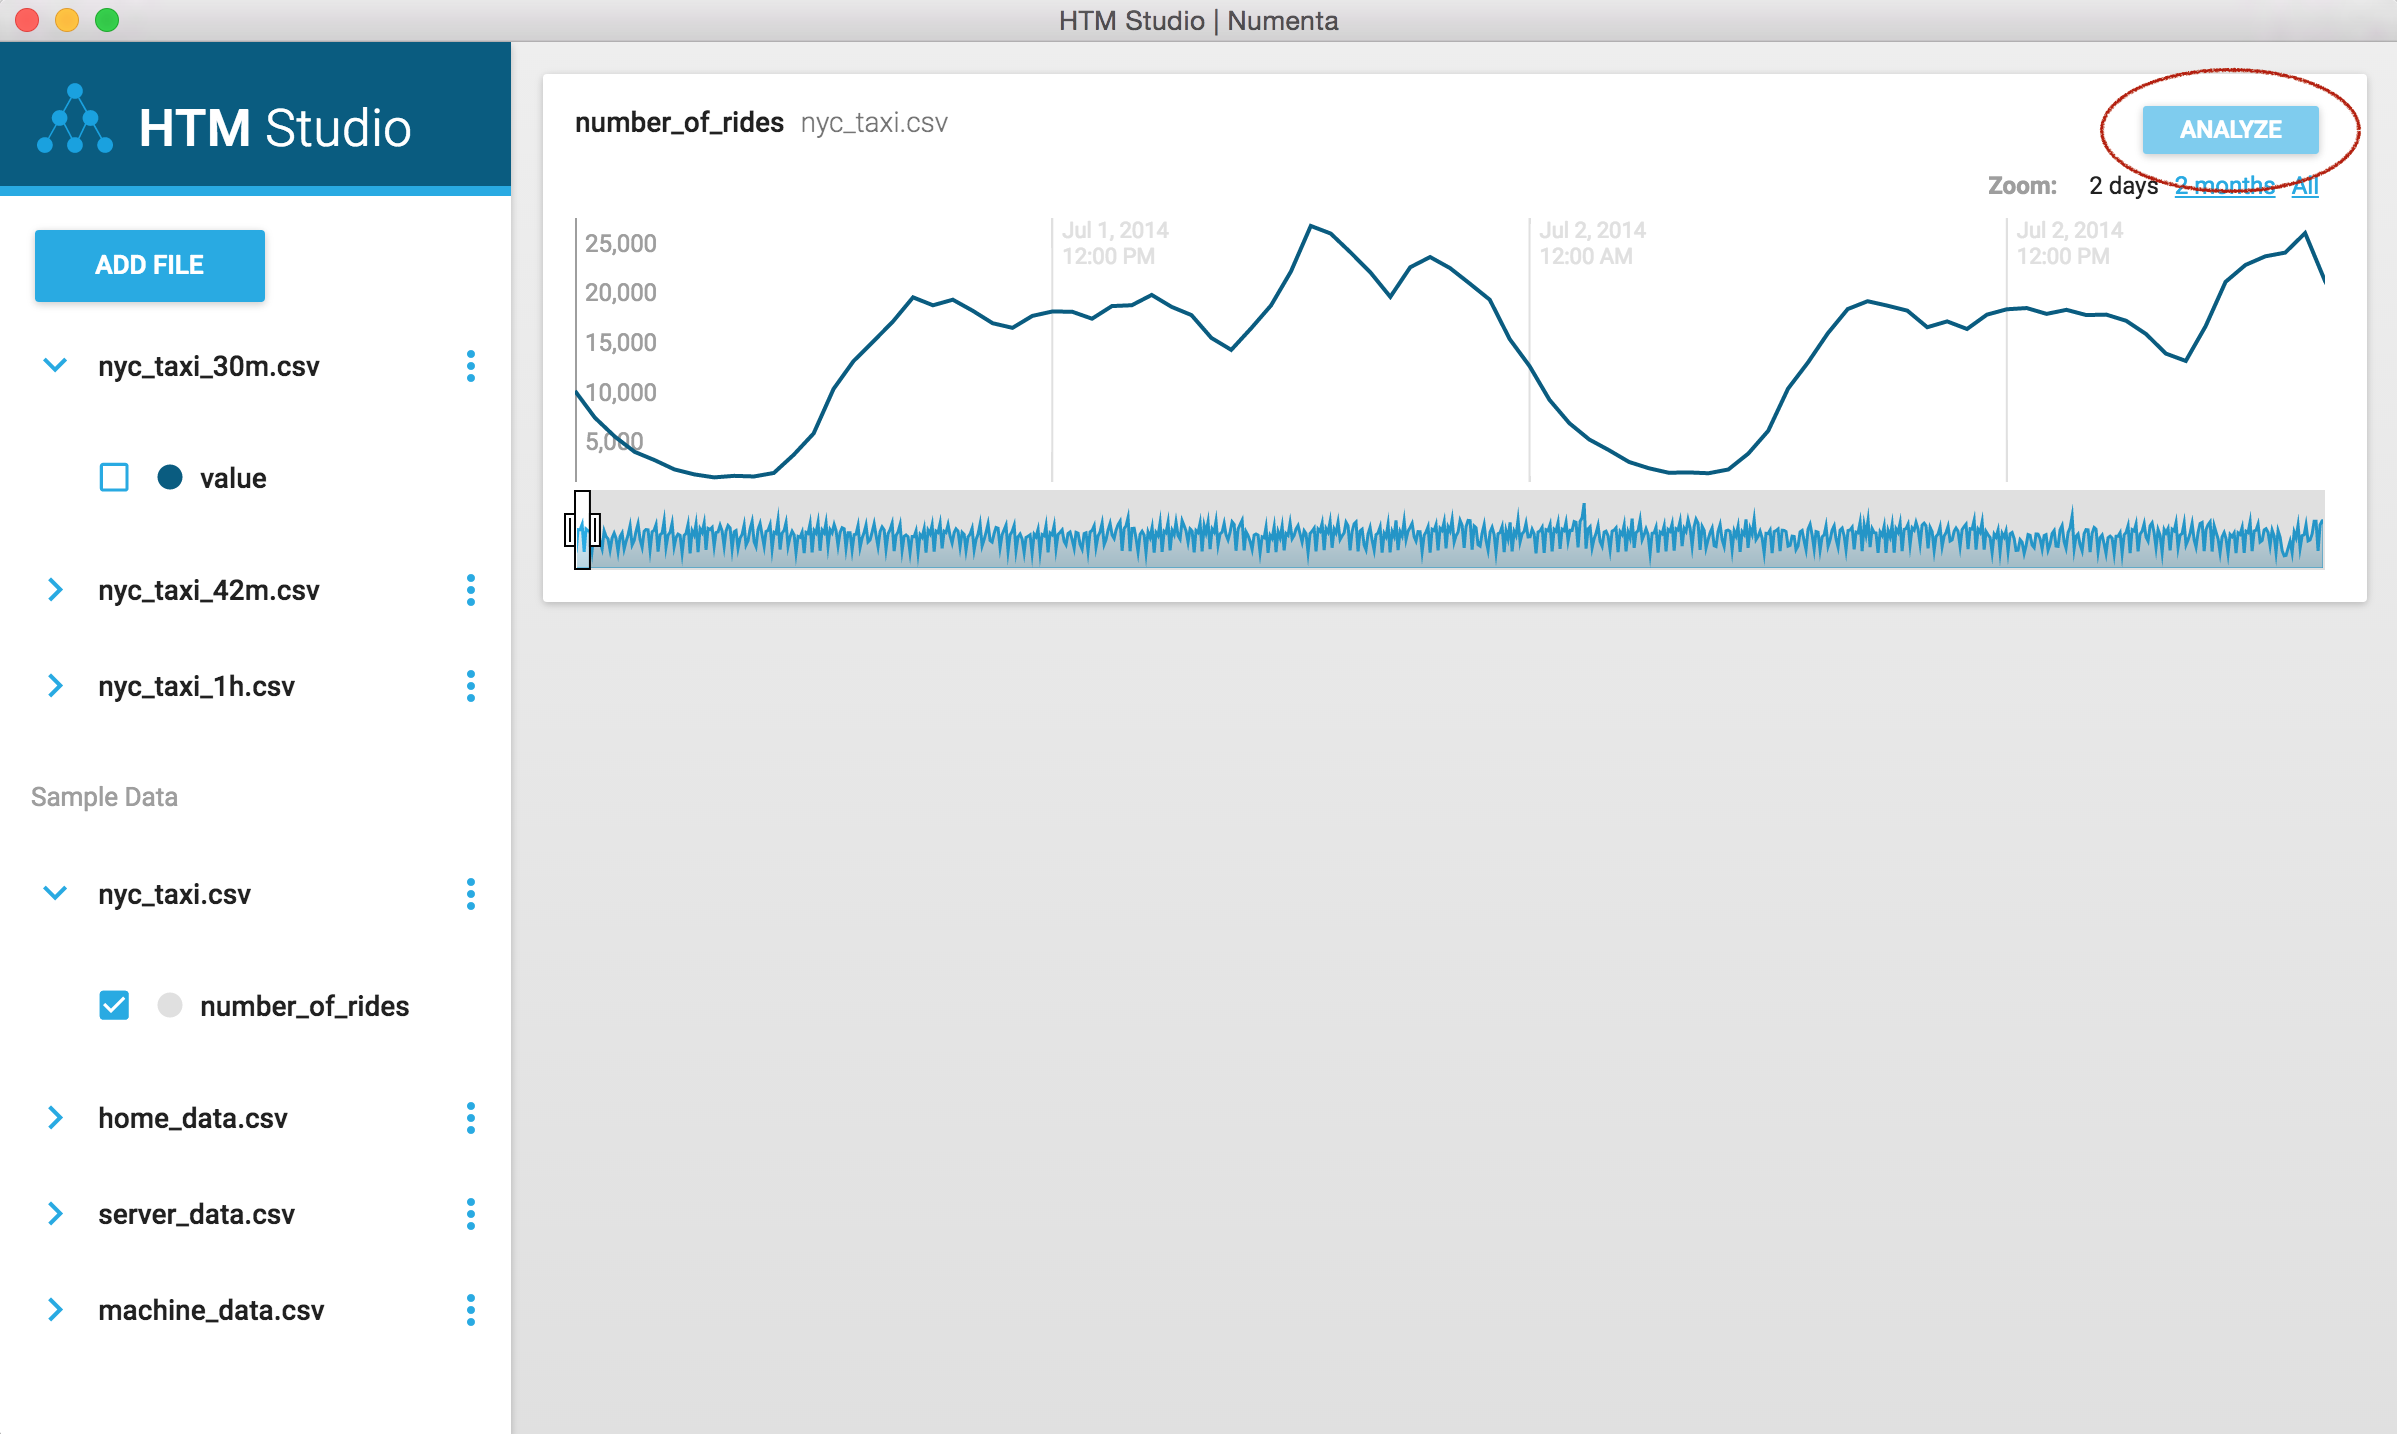 HTM Studio | Numenta
HTM Studio
ADD FILE
nyc_taxi_30m.csv
value
nyc_taxi_42m.csv
nyc_taxi_1h.csv
Sample Data
nyc_taxi.csv
number_of_rides
home_data.csv
server_data.csv
machine_data.csv
number_of_rides nyc_taxi.csv
ANALYZE
Zoom: 2 days 2 months All
Jul 1, 2014
12:00 PM
Jul 2, 2014
12:00 AM
Jul 2, 2014
12:00 PM
25,000
20,000
15,000
10,000
5,000